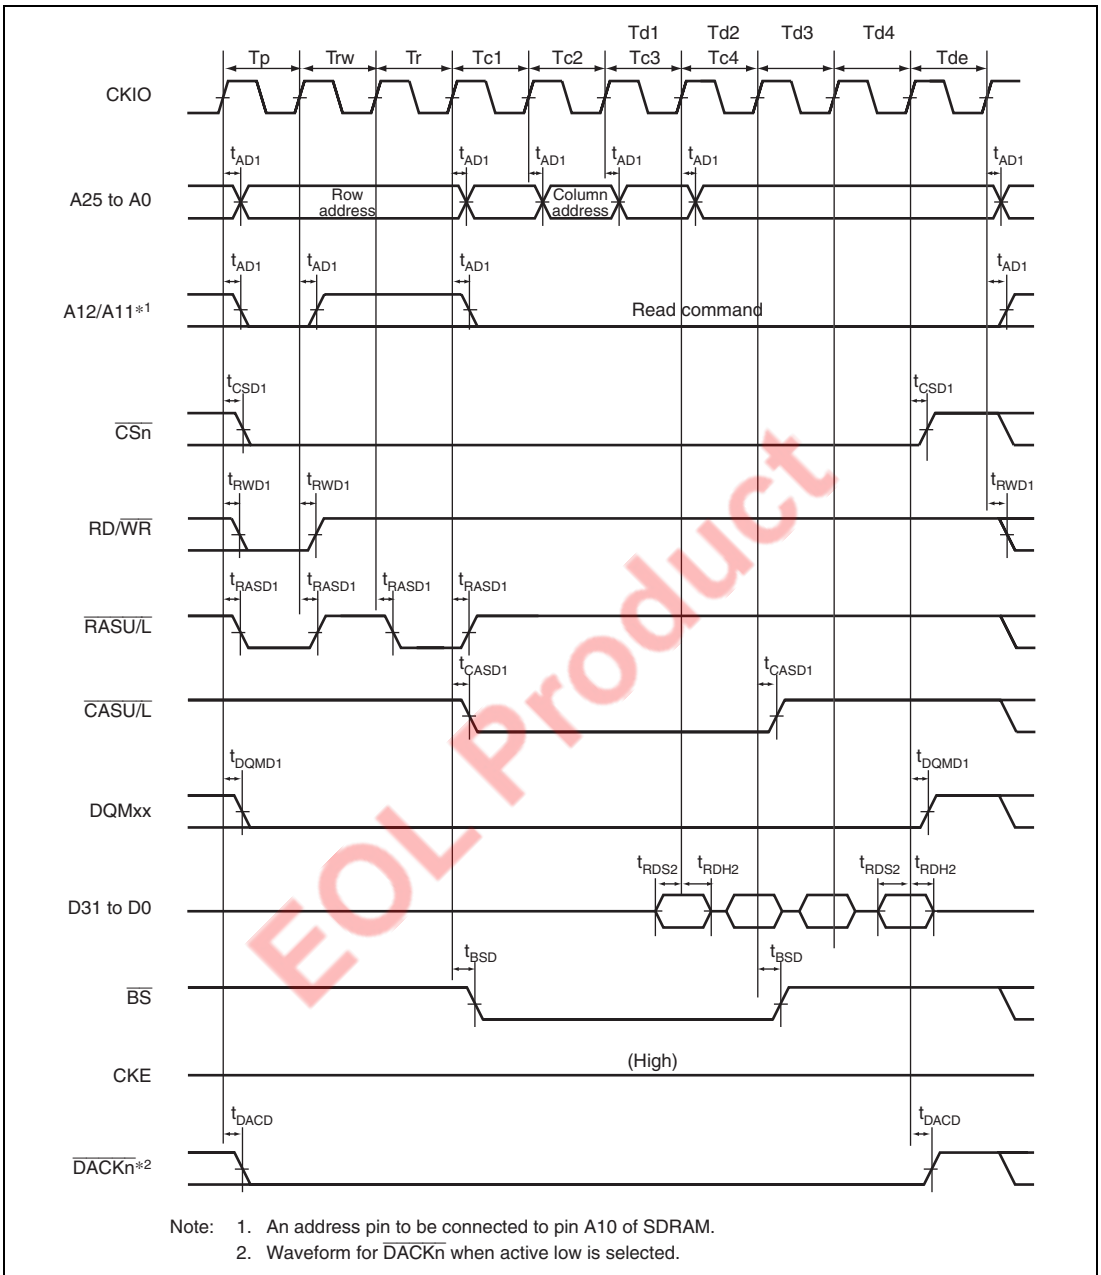 Td1 Td2 Td3 Td4
Tp Trw Tr Tc1 Tc2 Tc3 Tc4 Tde
CKIO
tAD1 tAD1 tAD1 tAD1 tAD1 tAD1
A25 to A0
Row address
Column address
tAD1 tAD1 tAD1 tAD1
A12/A11*1
Read command
tCSD1 tCSD1
CSn
tRWD1 tRWD1 tRWD1
RD/WR
tRASD1 tRASD1 tRASD1 tRASD1
RASU/L
tCASD1 tCASD1
CASU/L
tDQMD1 tDQMD1
DQMxx
tRDS2 tRDH2 tRDS2 tRDH2
D31 to D0
tBSD tBSD
BS
(High)
CKE
tDACD tDACD
DACKn*2
Note: 1. An address pin to be connected to pin A10 of SDRAM.
2. Waveform for DACKn when active low is selected.
EOL Product